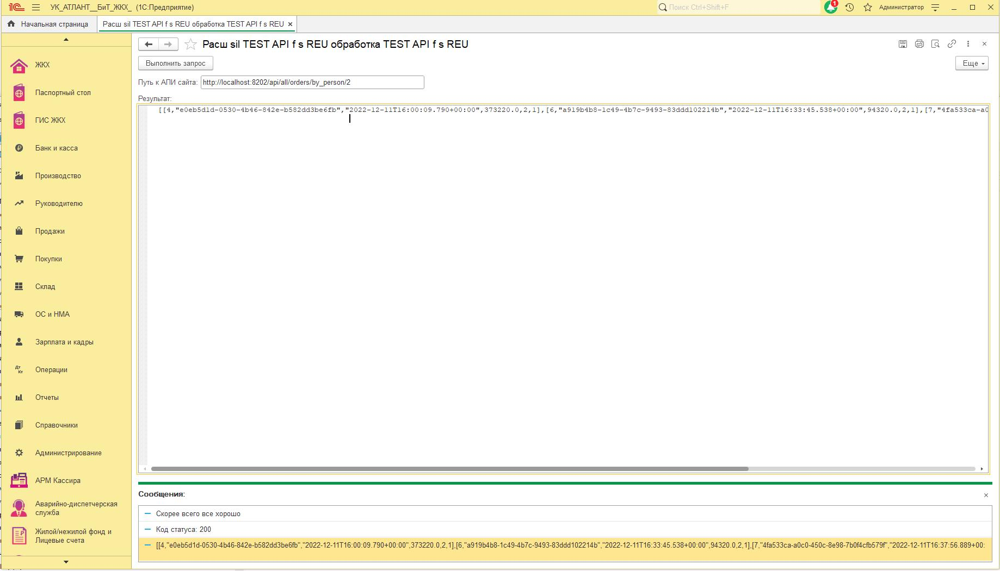 УК_АТЛАНТ__БиТ_ЖКХ_ (1С:Предприятие)
Поиск Ctrl+Shift+F
1
Администратор
Начальная страница
Расш sil TEST API f s REU обработка TEST API f s REU
Расш sil TEST API f s REU обработка TEST API f s REU
Выполнить запрос
Еще
Путь к АПИ сайта: http://localhost:8202/api/all/orders/by_person/2
Результат:
[[4,"e0eb5d1d-0530-4b46-842e-b582dd3be6fb","2022-12-11T16:00:09.790+00:00",373220.0,2,1],[6,"a919b4b8-1c49-4b7c-9493-83ddd102214b","2022-12-11T16:33:45.538+00:00",94320.0,2,1],[7,"4fa533ca-a0
ЖКХ
Паспортный стол
ГИС ЖКХ
Банк и касса
Производство
Руководителю
Продажи
Покупки
Склад
ОС и НМА
Зарплата и кадры
Операции
Отчеты
Справочники
Администрирование
АРМ Кассира
Аварийно-диспетчерская
служба
Жилой/нежилой фонд и
Лицевые счета
Сообщения:
Скорее всего все хорошо
Код статуса: 200
[[4,"e0eb5d1d-0530-4b46-842e-b582dd3be6fb","2022-12-11T16:00:09.790+00:00",373220.0,2,1],[6,"a919b4b8-1c49-4b7c-9493-83ddd102214b","2022-12-11T16:33:45.538+00:00",94320.0,2,1],[7,"4fa533ca-a0c0-450c-8e98-7b0f4cfb579f","2022-12-11T16:37:56.889+00: